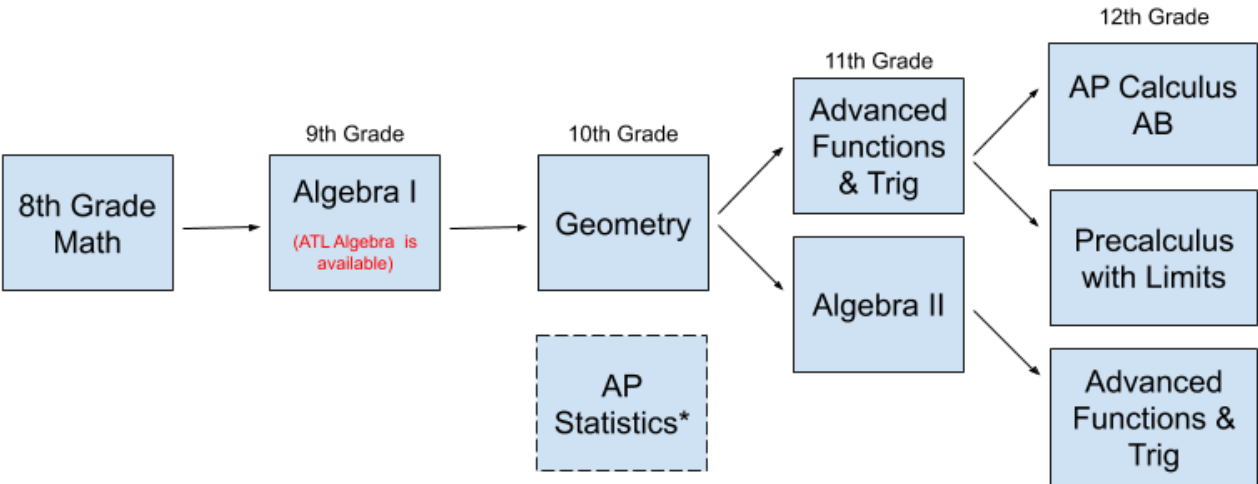 8th Grade
Math
9th Grade
Algebra I
(ATL Algebra is
available)
10th Grade
Geometry
AP
Statistics*
11th Grade
Advanced
Functions
& Trig
Algebra II
12th Grade
AP Calculus
AB
Precalculus
with Limits
Advanced
Functions &
Trig